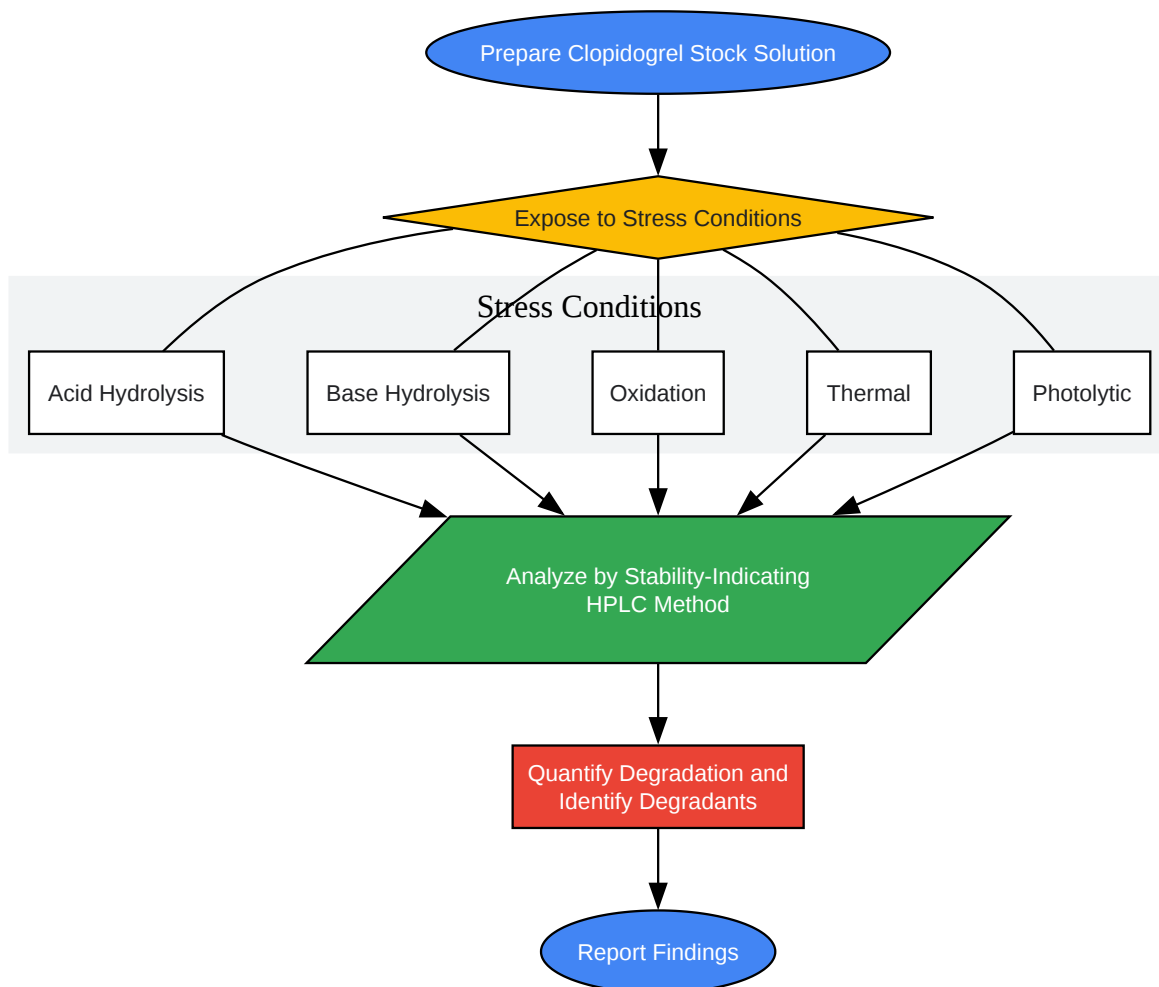 Prepare Clopidogrel Stock Solution
Expose to Stress Conditions
Stress Conditions
Acid Hydrolysis
Base Hydrolysis
Oxidation
Thermal
Photolytic
Analyze by Stability-Indicating
HPLC Method
Quantify Degradation and
Identify Degradants
Report Findings